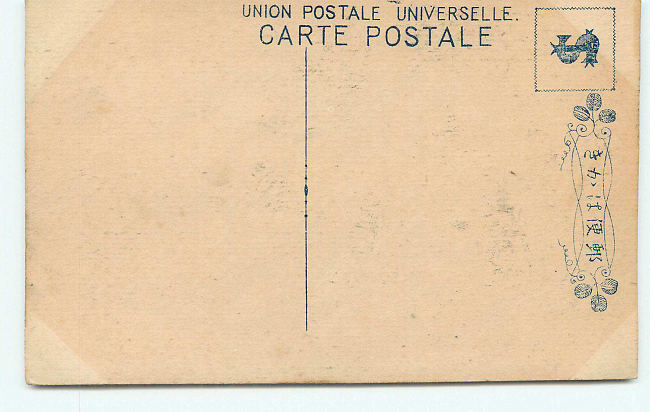 UNION POSTALE UNIVERSELLE.
CARTE POSTALE
郵便はかき